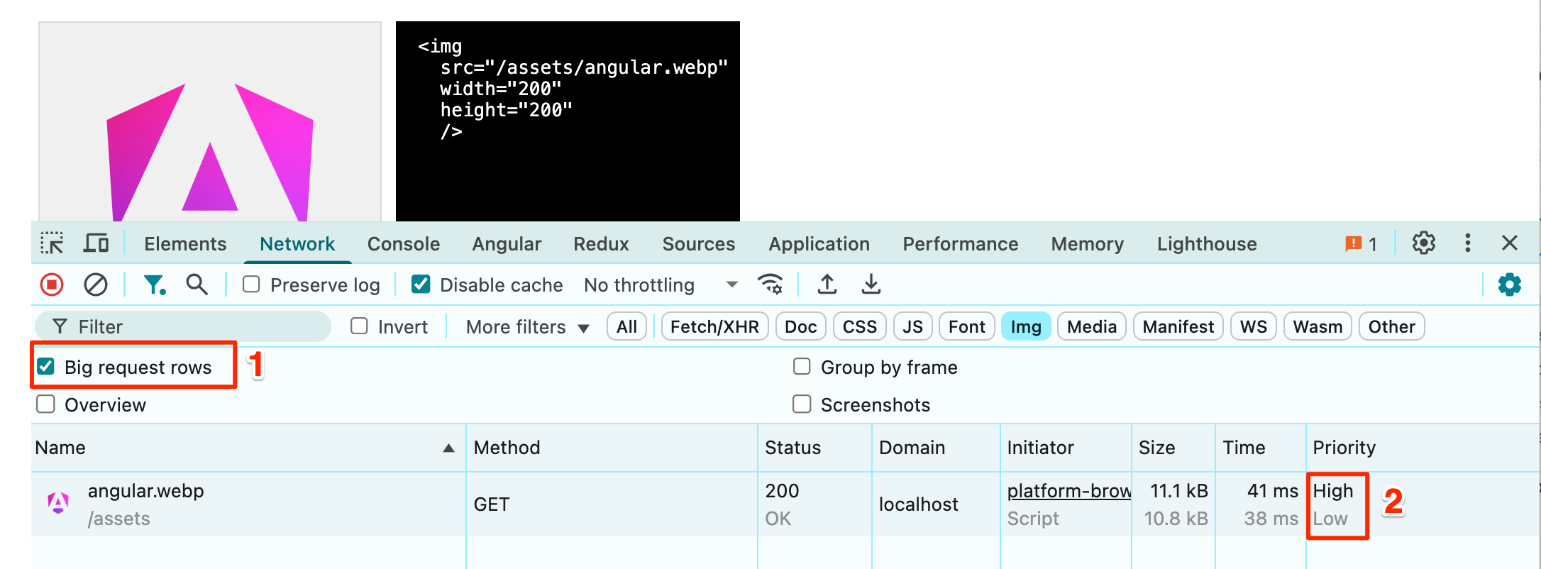 <img
src="/assets/angular.webp"
width="200"
height="200"
/>
Elements Network Console Angular Redux Sources Application Performance Memory Lighthouse 1
Preserve log Disable cache No throttling
Filter Invert More filters All Fetch/XHR Doc CSS JS Font Img Media Manifest WS Wasm Other
Big request rows 1 Group by frame
Overview Screenshots
Name Method Status Domain Initiator Size Time Priority
angular.webp GET 200 localhost platform-brow 11.1 kB 41 ms High 2
/assets OK Script 10.8 kB 38 ms Low